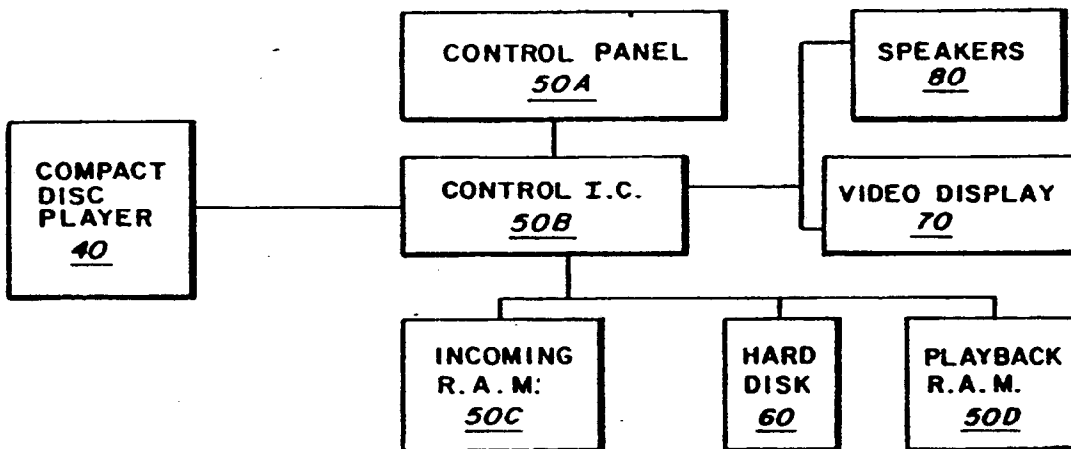 CONTROL PANEL
50A
SPEAKERS
80
COMPACT
DISC
PLAYER
40
CONTROL I.C.
50B
VIDEO DISPLAY
70
INCOMING
R.A.M.
50C
HARD
DISK
60
PLAYBACK
R.A.M.
50D